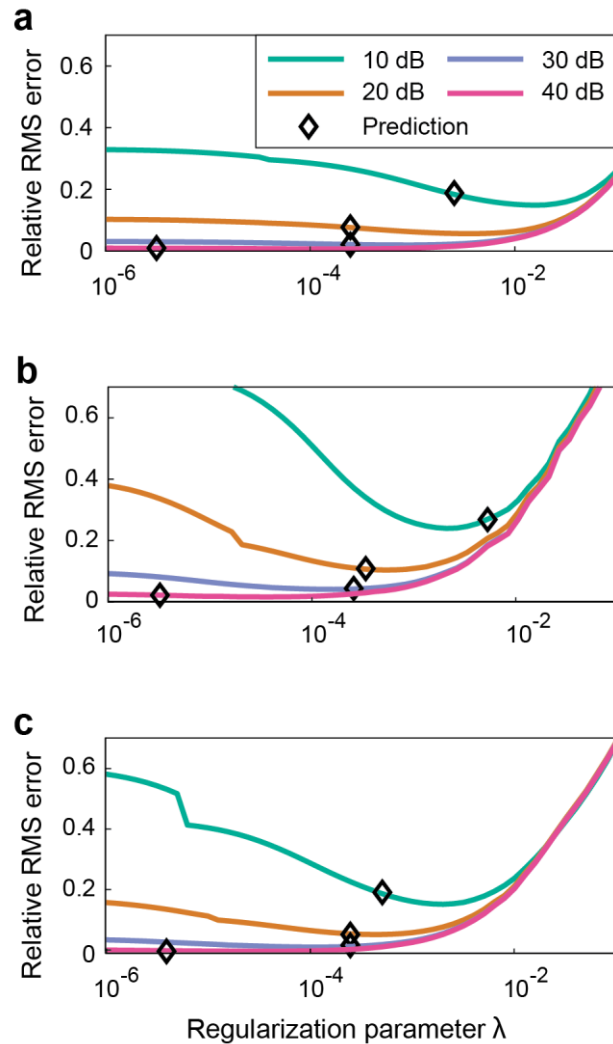 a
Relative RMS error
0.6
0.4
0.2
0
10 dB
30 dB
20 dB
40 dB
Prediction
10⁻⁶
10⁻⁴
10⁻²
b
Relative RMS error
0.6
0.4
0.2
0
10⁻⁶
10⁻⁴
10⁻²
c
Relative RMS error
0.6
0.4
0.2
0
10⁻⁶
10⁻⁴
10⁻²
Regularization parameter λ